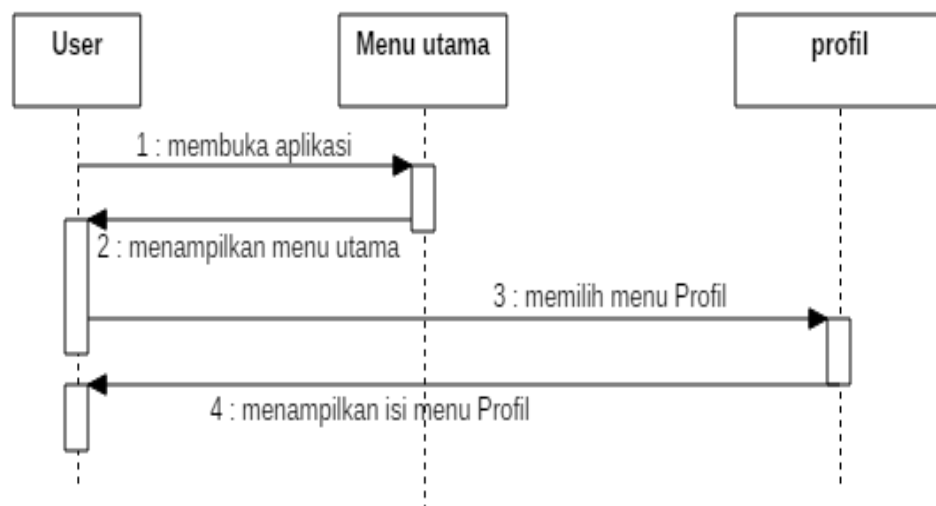 User
Menu utama
profil
1 : membuka aplikasi
2 : menampilkan menu utama
3 : memilih menu Profil
4 : menampilkan isi menu Profil